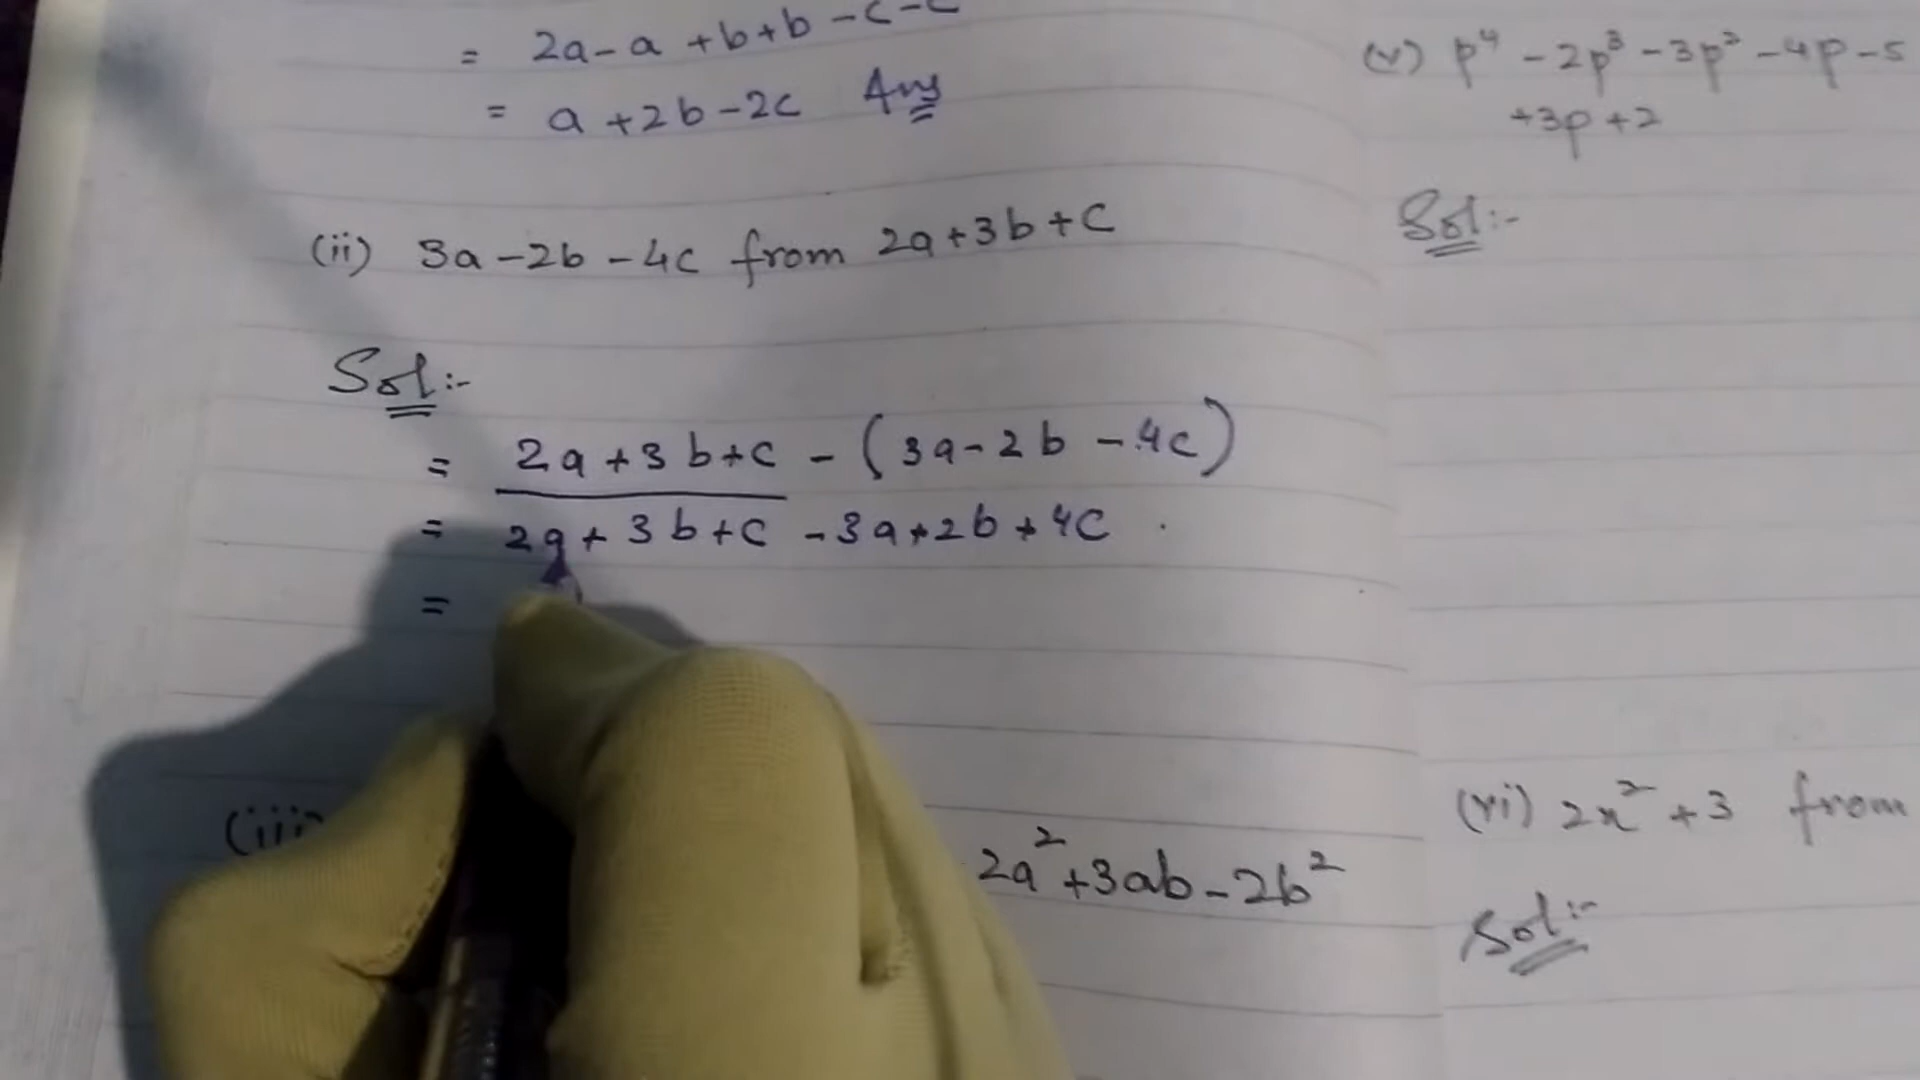 = 2a-a +b+b -c-c
= a+2b-2c Ans
(ii) 3a-2b-4c from 2a+3b+c
Sol:-
= 2a+3b+c - (3a-2b-4c)
= 2a+3b+c -3a+2b+4c
=
(iii)
2a²+3ab-2b²
(v) p⁴-2p³-3p²-4p-5
+3p+2
Sol:-
(vi) 2x²+3 from
Sol:-